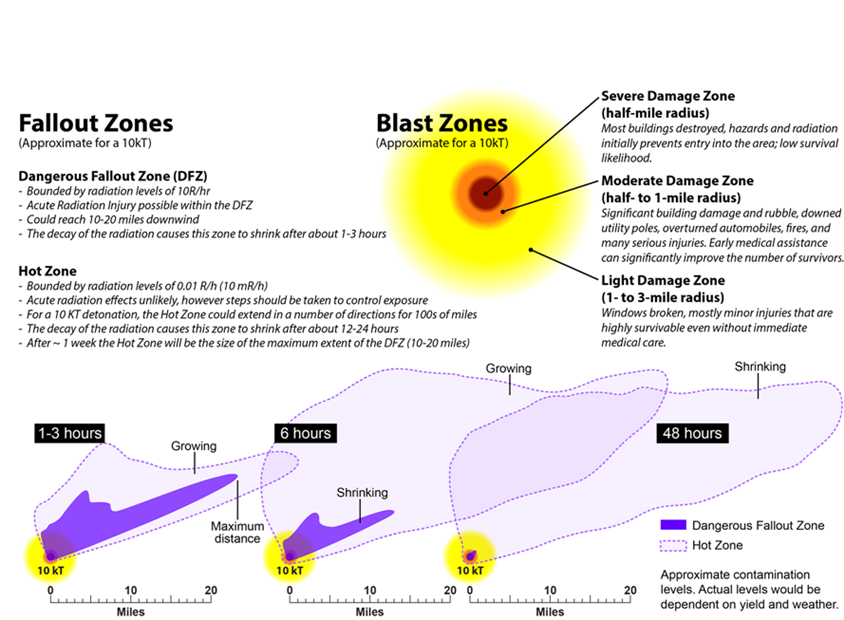 Fallout Zones
(Approximate for a 10kT)
Dangerous Fallout Zone (DFZ)
- Bounded by radiation levels of 10R/hr
- Acute Radiation Injury possible within the DFZ
- Could reach 10-20 miles downwind
- The decay of the radiation causes this zone to shrink after about 1-3 hours
Hot Zone
- Bounded by radiation levels of 0.01 R/h (10 mR/h)
- Acute radiation effects unlikely, however steps should be taken to control exposure
- For a 10 KT detonation, the Hot Zone could extend in a number of directions for 100s of miles
- The decay of the radiation causes this zone to shrink after about 12-24 hours
- After ~ 1 week the Hot Zone will be the size of the maximum extent of the DFZ (10-20 miles)
Blast Zones
(Approximate for a 10kT)
Severe Damage Zone
(half-mile radius)
Most buildings destroyed, hazards and radiation
initially prevents entry into the area; low survival
likelihood.
Moderate Damage Zone
(half- to 1-mile radius)
Significant building damage and rubble, downed
utility poles, overturned automobiles, fires, and
many serious injuries. Early medical assistance
can significantly improve the number of survivors.
Light Damage Zone
(1- to 3-mile radius)
Windows broken, mostly minor injuries that are
highly survivable even without immediate
medical care.
1-3 hours
Growing
Maximum
distance
10 kT
0 10 20
Miles
6 hours
Growing
Shrinking
10 kT
0 10 20
Miles
48 hours
Shrinking
10 kT
0 10 20
Miles
Dangerous Fallout Zone
Hot Zone
Approximate contamination
levels. Actual levels would be
dependent on yield and weather.